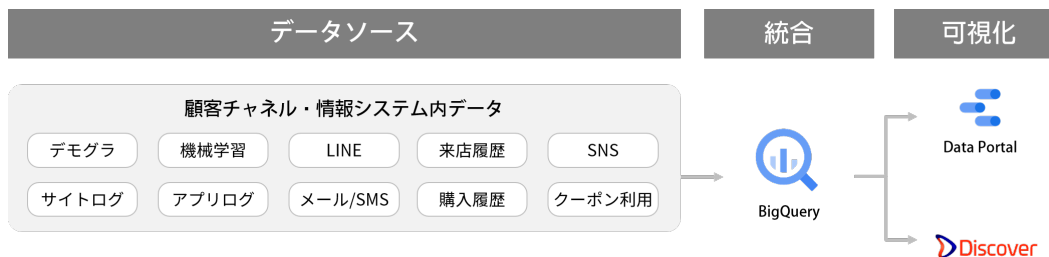 データソース
統合
可視化
顧客チャネル・情報システム内データ
デモグラ
機械学習
LINE
来店履歴
SNS
サイトログ
アプリログ
メール/SMS
購入履歴
クーポン利用
BigQuery
Data Portal
Discover